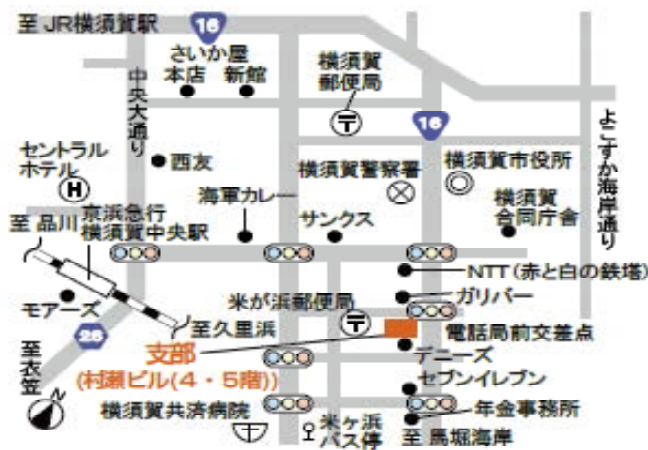 至 JR横須賀駅
16
さいか屋
本店 新館
横須賀
郵便局
中央大通り
16
よこすか海岸通り
セントラル
ホテル
H
西友
横須賀警察署
横須賀市役所
海軍カレー
サンクス
横須賀
合同庁舎
至 品川
京浜急行
横須賀中央駅
NTT(赤と白の鉄塔)
ガリバー
モアーズ
米が浜郵便局
至久里浜
電話局前交差点
26
支部
(村瀬ビル(4・5階))
デニーズ
至衣笠
セブンイレブン
N
横須賀共済病院
米ヶ浜
バス停
年金事務所
至 馬堀海岸